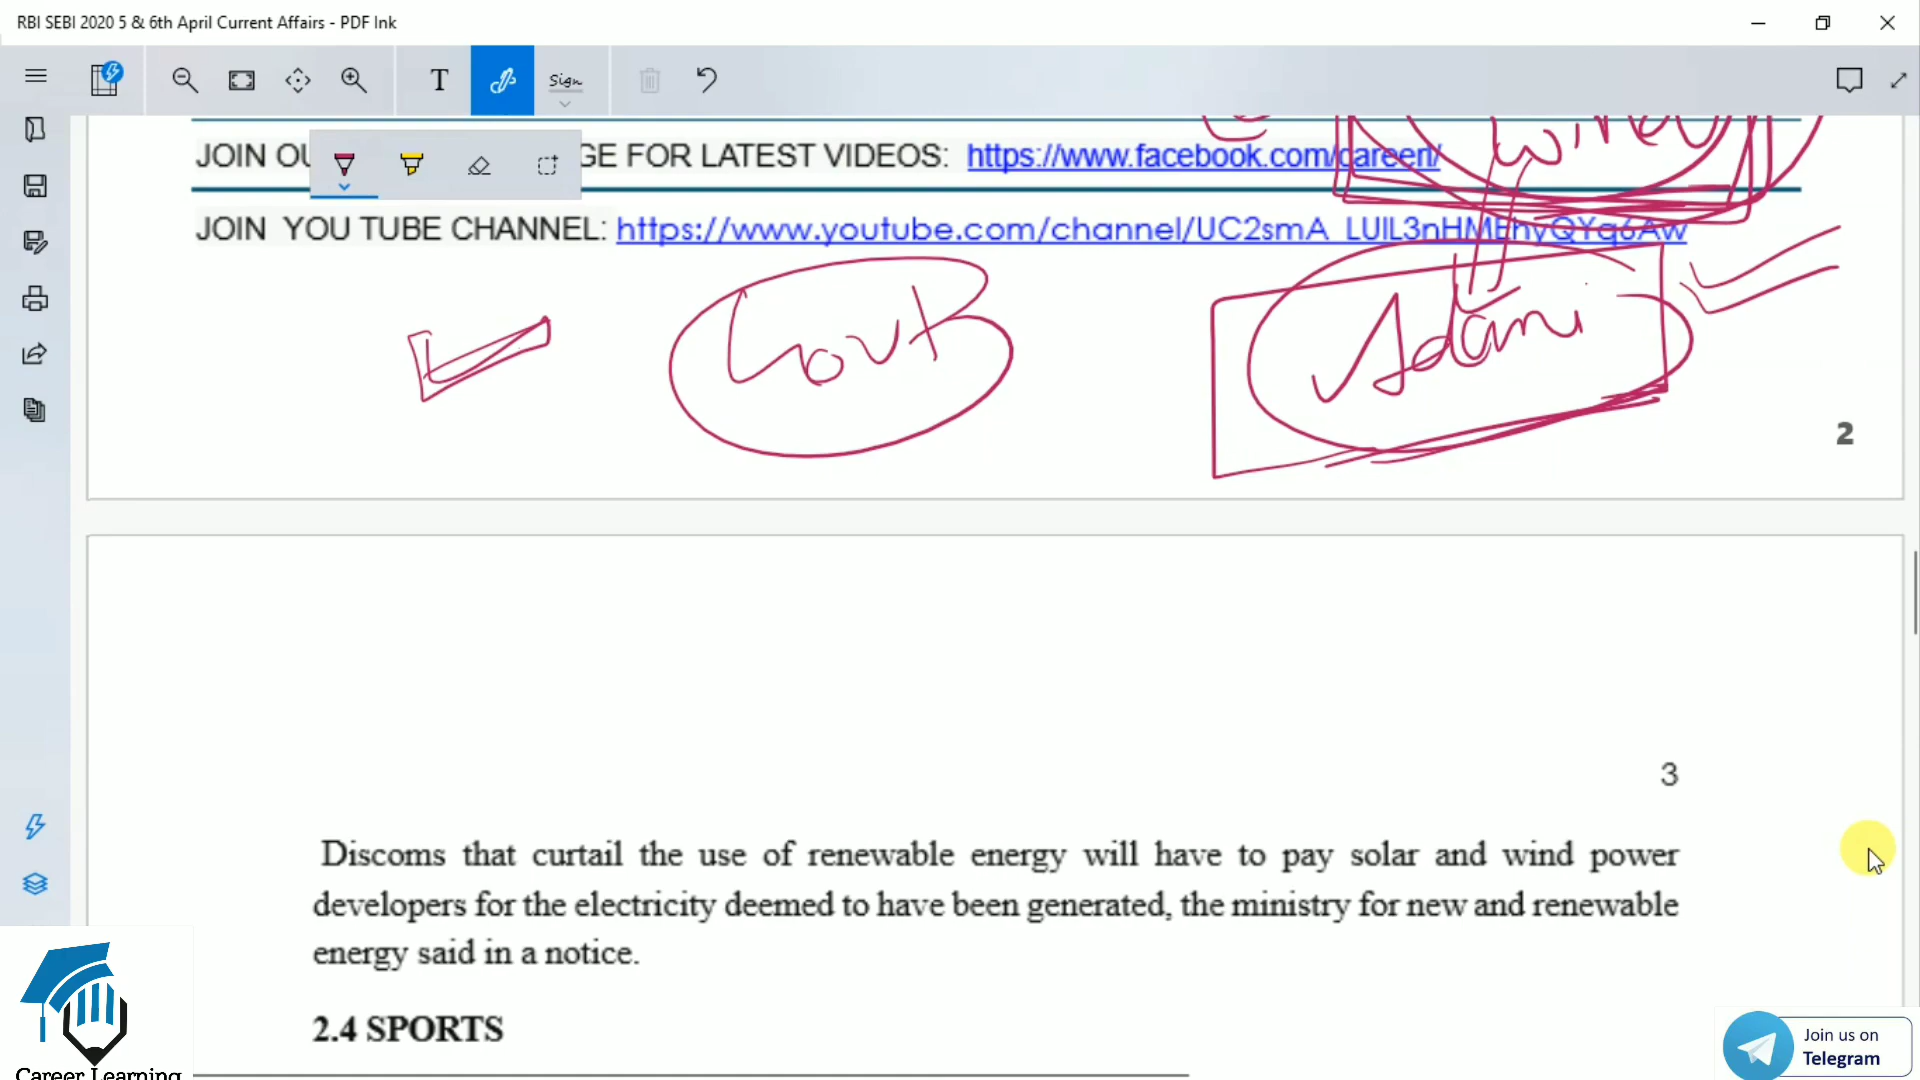 RBI SEBI 2020 5 & 6th April Current Affairs - PDF Ink
T
Sign
JOIN OU GE FOR LATEST VIDEOS: https://www.facebook.com/careerl/
JOIN YOU TUBE CHANNEL: https://www.youtube.com/channel/
Govt
Adani
2
3
Discoms that curtail the use of renewable energy will have to pay solar and wind power
developers for the electricity deemed to have been generated, the ministry for new and renewable
energy said in a notice.
2.4 SPORTS
Career Learning
Join us on
Telegram